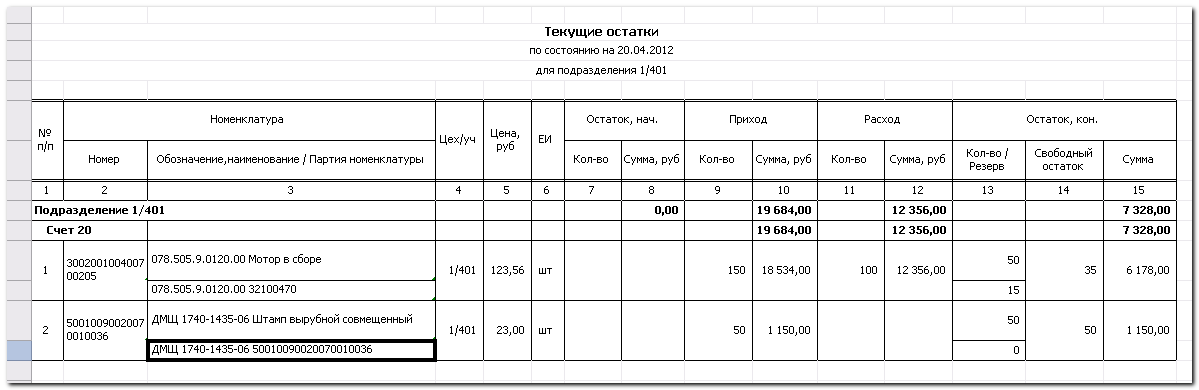 Текущие остатки
по состоянию на 20.04.2012
для подразделения 1/401
№ п/п Номенклатура Цех/уч Цена, руб ЕИ Остаток, нач. Приход Расход Остаток, кон.
Номер Обозначение,наименование / Партия номенклатуры Кол-во Сумма, руб Кол-во Сумма, руб Кол-во Сумма, руб Кол-во / Резерв Свободный остаток Сумма
1 2 3 4 5 6 7 8 9 10 11 12 13 14 15
Подразделение 1/401 0,00 19 684,00 12 356,00 7 328,00
Счет 20 19 684,00 12 356,00 7 328,00
1 3002001004007 00205 078.505.9.0120.00 Мотор в сборе 1/401 123,56 шт 150 18 534,00 100 12 356,00 50 35 6 178,00
078.505.9.0120.00 32100470 15
2 5001009002007 0010036 ДМЩ 1740-1435-06 Штамп вырубной совмещенный 1/401 23,00 шт 50 1 150,00 50 50 1 150,00
ДМЩ 1740-1435-06 50010090020070010036 0